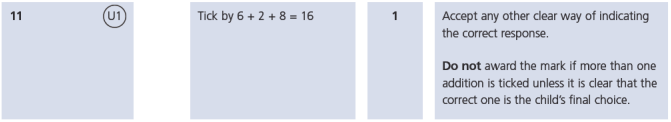 11 U1 Tick by 6 + 2 + 8 = 16 1 Accept any other clear way of indicating
the correct response.
Do not award the mark if more than one
addition is ticked unless it is clear that the
correct one is the child's final choice.